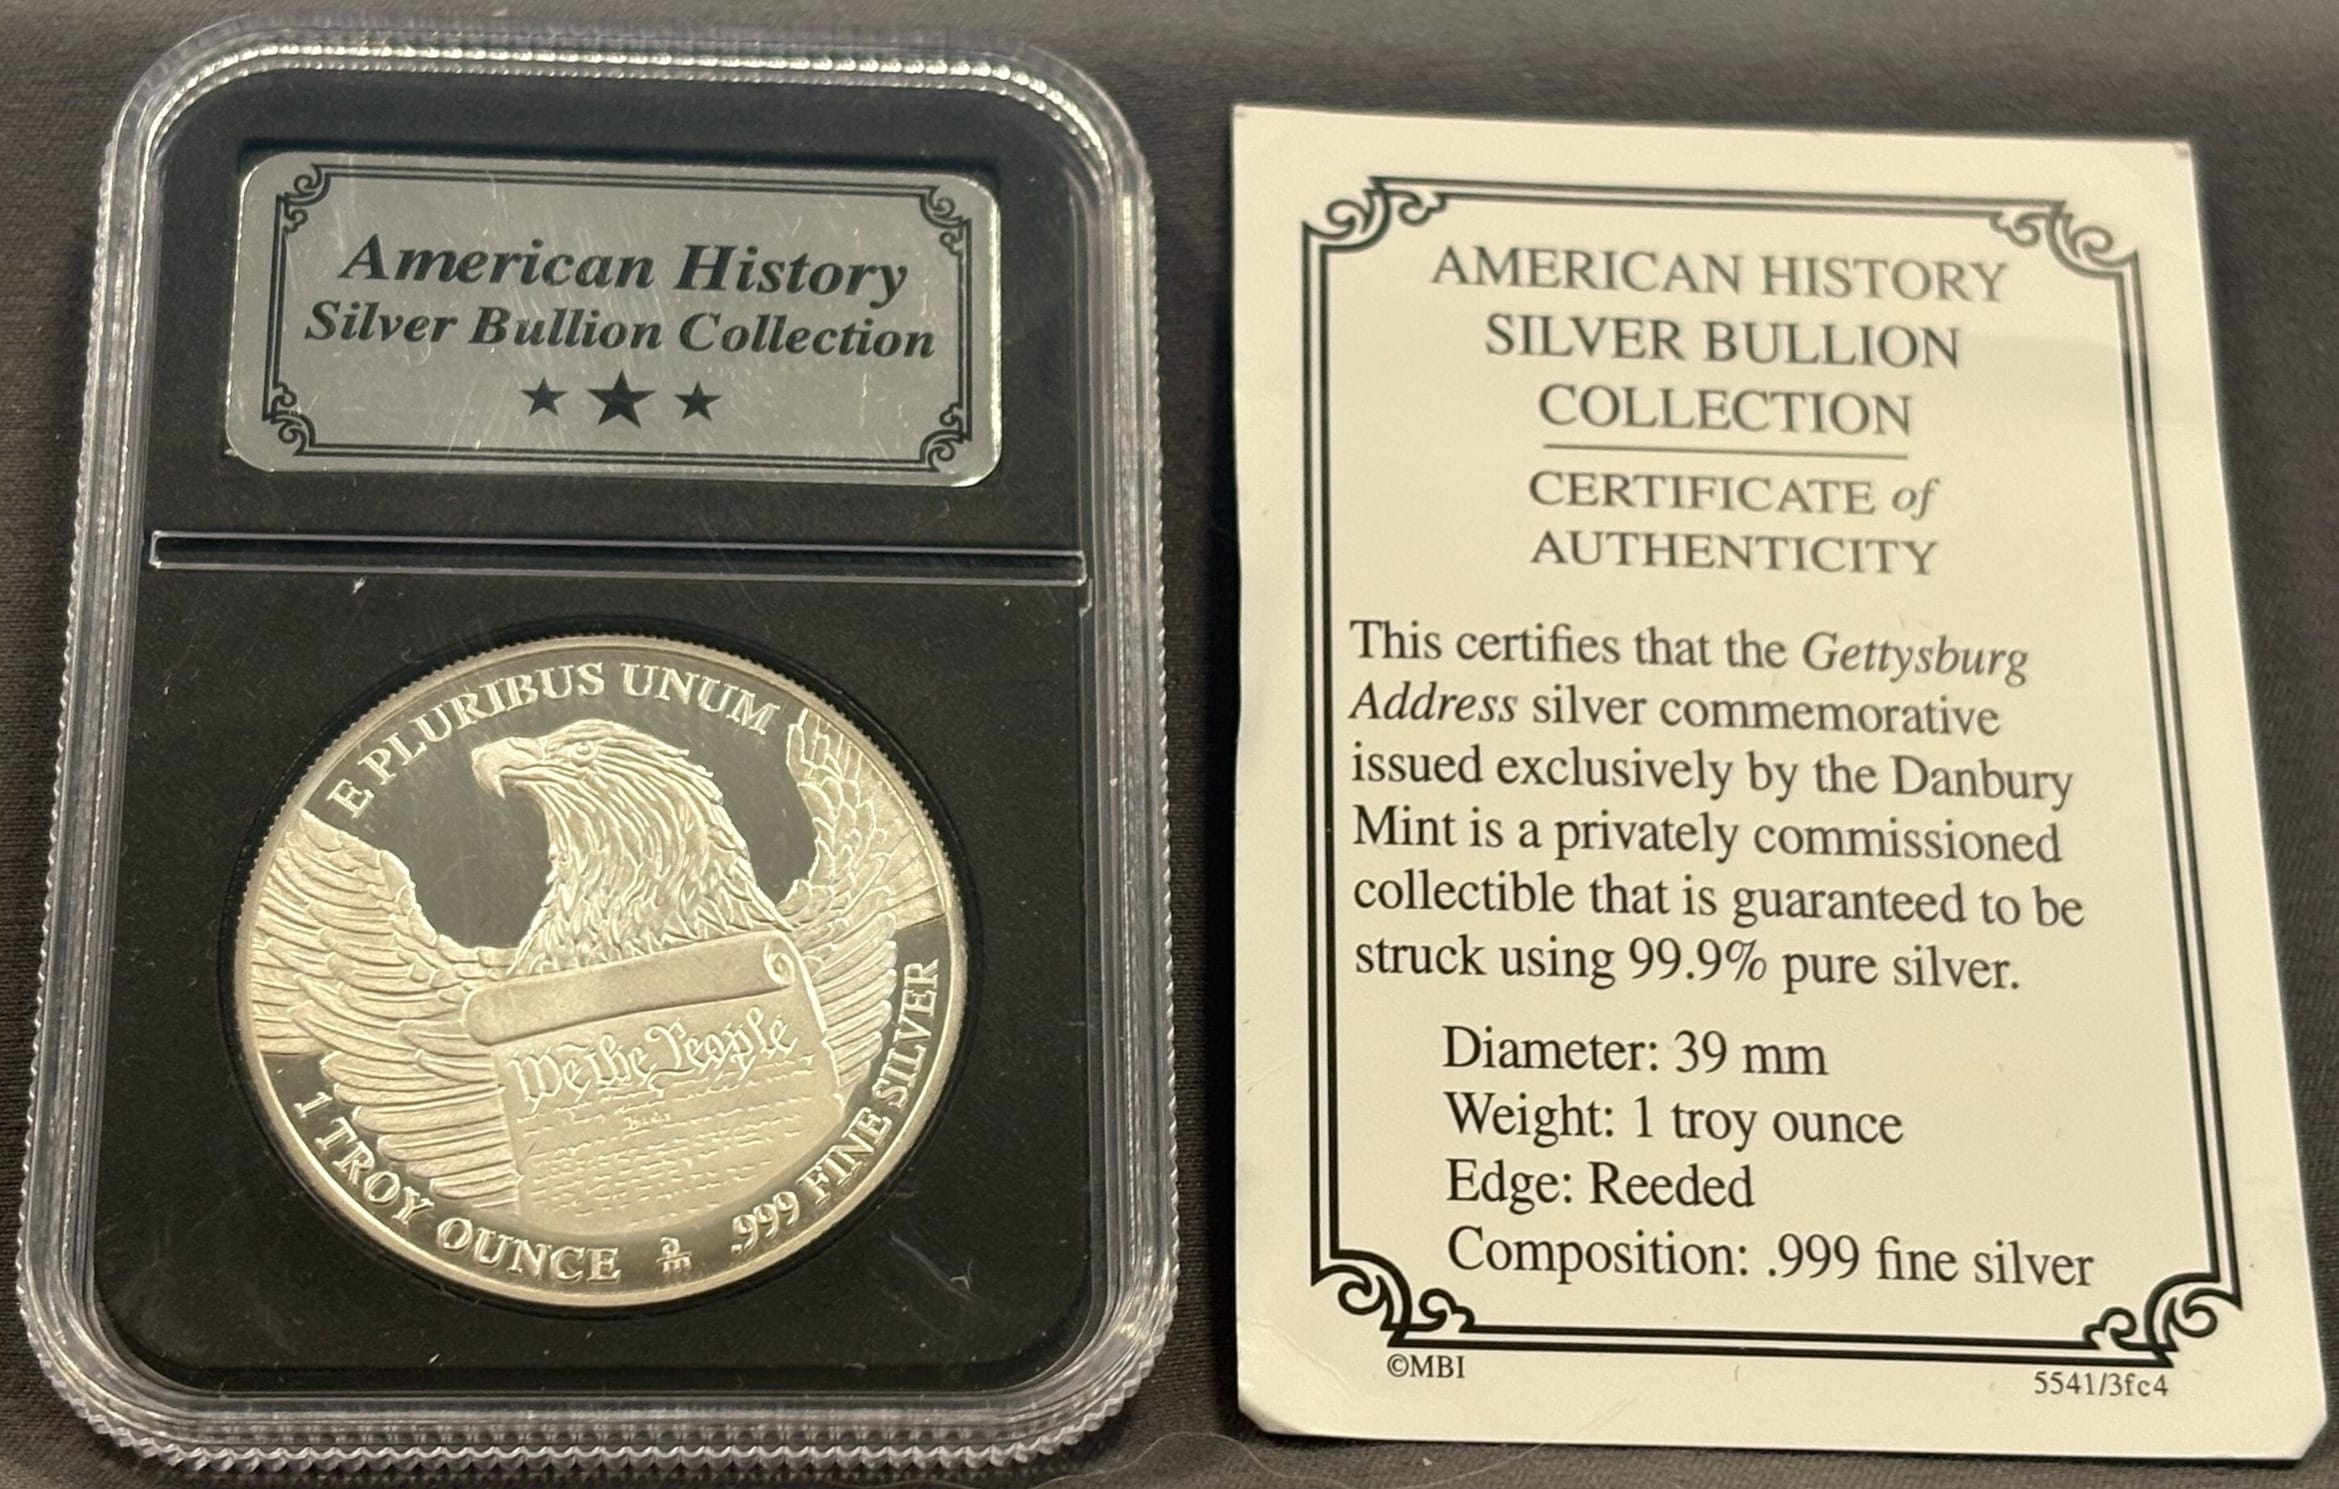 American History
Silver Bullion Collection
E PLURIBUS UNUM
We the People
1 TROY OUNCE
.999 FINE SILVER
AMERICAN HISTORY
SILVER BULLION
COLLECTION
CERTIFICATE of
AUTHENTICITY
This certifies that the Gettysburg
Address silver commemorative
issued exclusively by the Danbury
Mint is a privately commissioned
collectible that is guaranteed to be
struck using 99.9% pure silver.
Diameter: 39 mm
Weight: 1 troy ounce
Edge: Reeded
Composition: .999 fine silver
©MBI
5541/3fc4